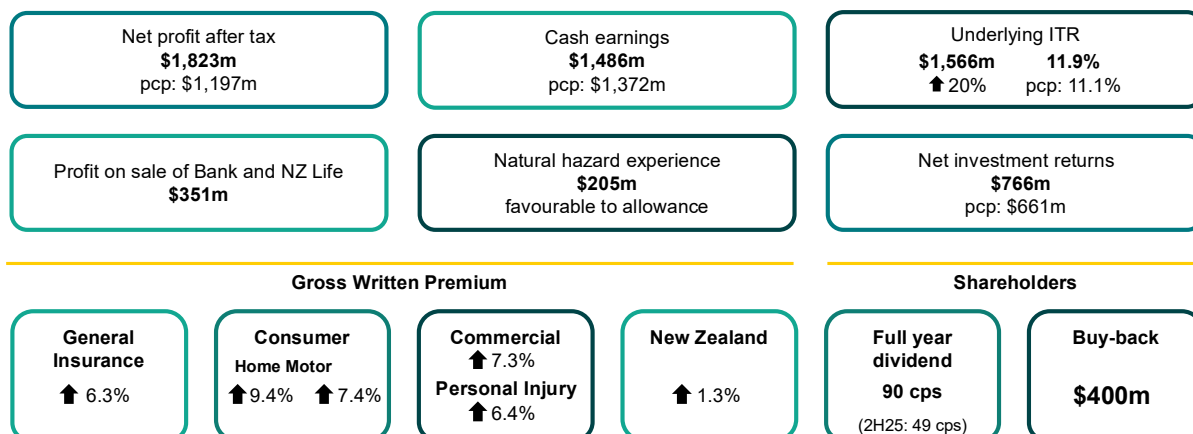 Net profit after tax
$1,823m
pcp: $1,197m
Cash earnings
$1,486m
pcp: $1,372m
Underlying ITR
$1,566m 11.9%
20% pcp: 11.1%
Profit on sale of Bank and NZ Life
$351m
Natural hazard experience
$205m
favourable to allowance
Net investment returns
$766m
pcp: $661m
Gross Written Premium
General
Insurance
6.3%
Consumer
Home Motor
9.4% 7.4%
Commercial
7.3%
Personal Injury
6.4%
New Zealand
1.3%
Shareholders
Full year
dividend
90 cps
(2H25: 49 cps)
Buy-back
$400m